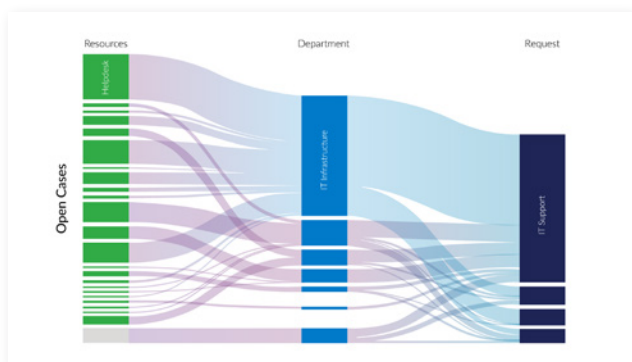 Resources
Department
Request
Helpdesk
Open Cases
IT Infrastructure
IT Support